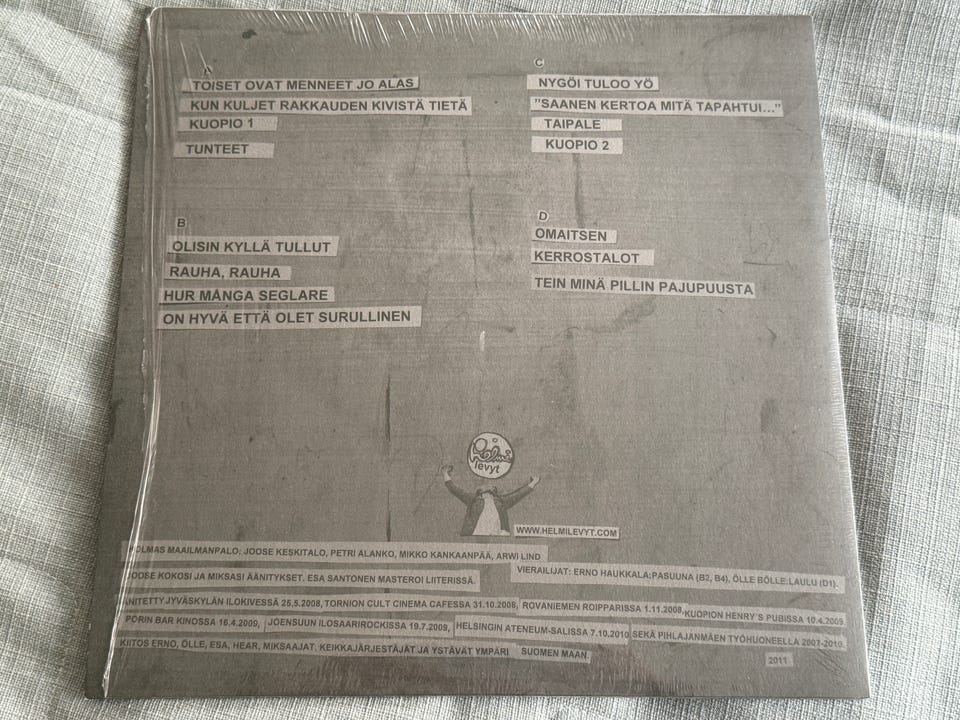 A
TOISET OVAT MENNEET JO ALAS
KUN KULJET RAKKAUDEN KIVISTÄ TIETÄ
KUOPIO 1
TUNTEET
B
OLISIN KYLLÄ TULLUT
RAUHA, RAUHA
HUR MÅNGA SEGLARE
ON HYVÄ ETTÄ OLET SURULLINEN
C
NYGÖI TULOO YÖ
”SAANEN KERTOA MITÄ TAPAHTUI...”
TAIPALE
KUOPIO 2
D
OMAITSEN
KERROSTALOT
TEIN MINÄ PILLIN PAJUPUUSTA
Helmi
levyt
WWW.HELMILEVYT.COM
KOLMAS MAAILMANPALO: JOOSE KESKITALO, PETRI ALANKO, MIKKO KANKAANPÄÄ, ARWI LIND
VIERAILIJAT: ERNO HAUKKALA:PASUUNA (B2, B4), ÖLLE BÖLLE:LAULU (D1).
JOOSE KOKOSI JA MIKSASI ÄÄNITYKSET. ESA SANTONEN MASTEROI LIITERISSÄ.
ÄÄNITETTY JYVÄSKYLÄN ILOKIVESSÄ 25.5.2008, TORNION CULT CINEMA CAFESSA 31.10.2008, ROVANIEMEN ROIPPARISSA 1.11.2008, KUOPION HENRY'S PUBISSA 10.4.2009
PORIN BAR KINOSSA 16.4.2009, JOENSUUN ILOSAARIROCKISSA 19.7.2009, HELSINGIN ATENEUM-SALISSA 7.10.2010 SEKÄ PIHLAJANMÄEN TYÖHUONEELLA 2007-2010.
KIITOS ERNO, ÖLLE, ESA, HEAR, MIKSAAJAT, KEIKKAJÄRJESTÄJÄT JA YSTÄVÄT YMPÄRI SUOMEN MAAN.
2011